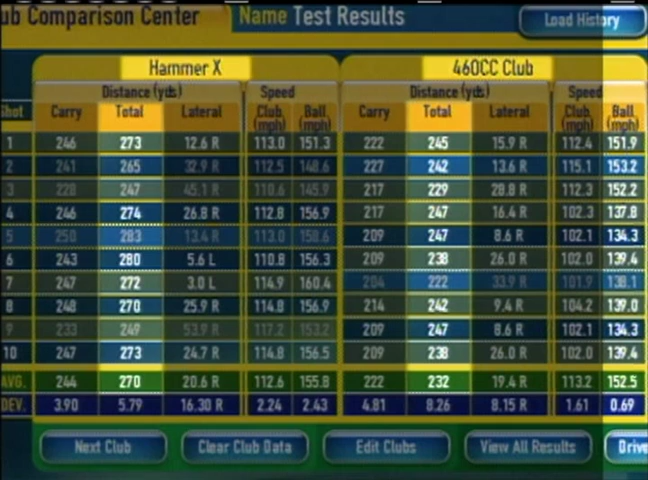 ub Comparison Center Name Test Results Load History
Hammer X 460CC Club
Distance (yds) Speed Distance (yds) Speed
Shot Carry Total Lateral Club (mph) Ball (mph) Carry Total Lateral Club (mph) Ball (mph)
1 246 273 12.6 R 113.0 151.3 222 245 15.9 R 112.4 151.9
2 241 265 32.9 R 112.5 148.6 227 242 13.6 R 115.1 153.2
3 228 247 45.1 R 110.6 145.9 217 229 28.8 R 112.3 152.2
4 246 274 26.8 R 112.8 156.9 217 247 16.4 R 102.3 137.8
5 250 283 13.4 R 113.0 158.6 209 247 8.6 R 102.1 134.3
6 243 280 5.6 L 110.8 156.3 209 238 26.0 R 102.0 139.4
7 247 272 3.0 L 114.9 160.4 204 222 33.9 R 101.9 138.1
8 248 270 25.9 R 114.8 156.9 214 242 9.4 R 104.2 139.0
9 233 249 53.9 R 117.2 153.2 209 247 8.6 R 102.1 134.3
10 247 273 24.7 R 114.8 156.5 209 238 26.0 R 102.0 139.4
AVG. 244 270 20.6 R 112.6 155.8 222 232 19.4 R 113.2 152.5
DEV. 3.90 5.79 16.30 R 2.24 2.43 4.81 8.26 8.15 R 1.61 0.69
Next Club Clear Club Data Edit Clubs View All Results Drive